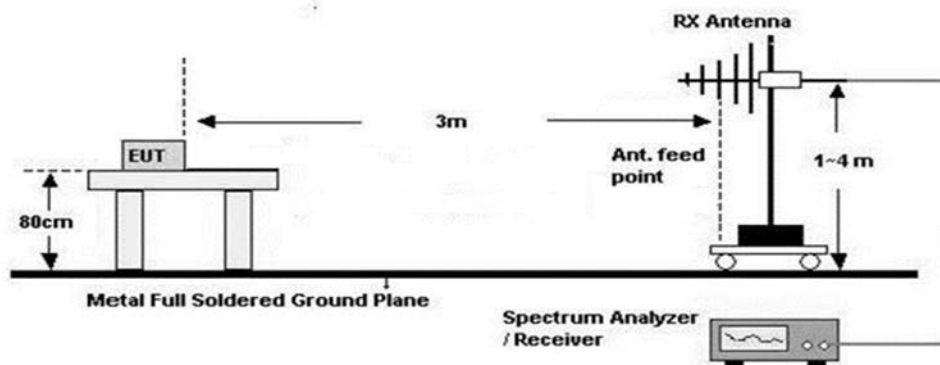 RX Antenna
3m
EUT
Ant. feed
point
1~4 m
80cm
Metal Full Soldered Ground Plane
Spectrum Analyzer
/ Receiver